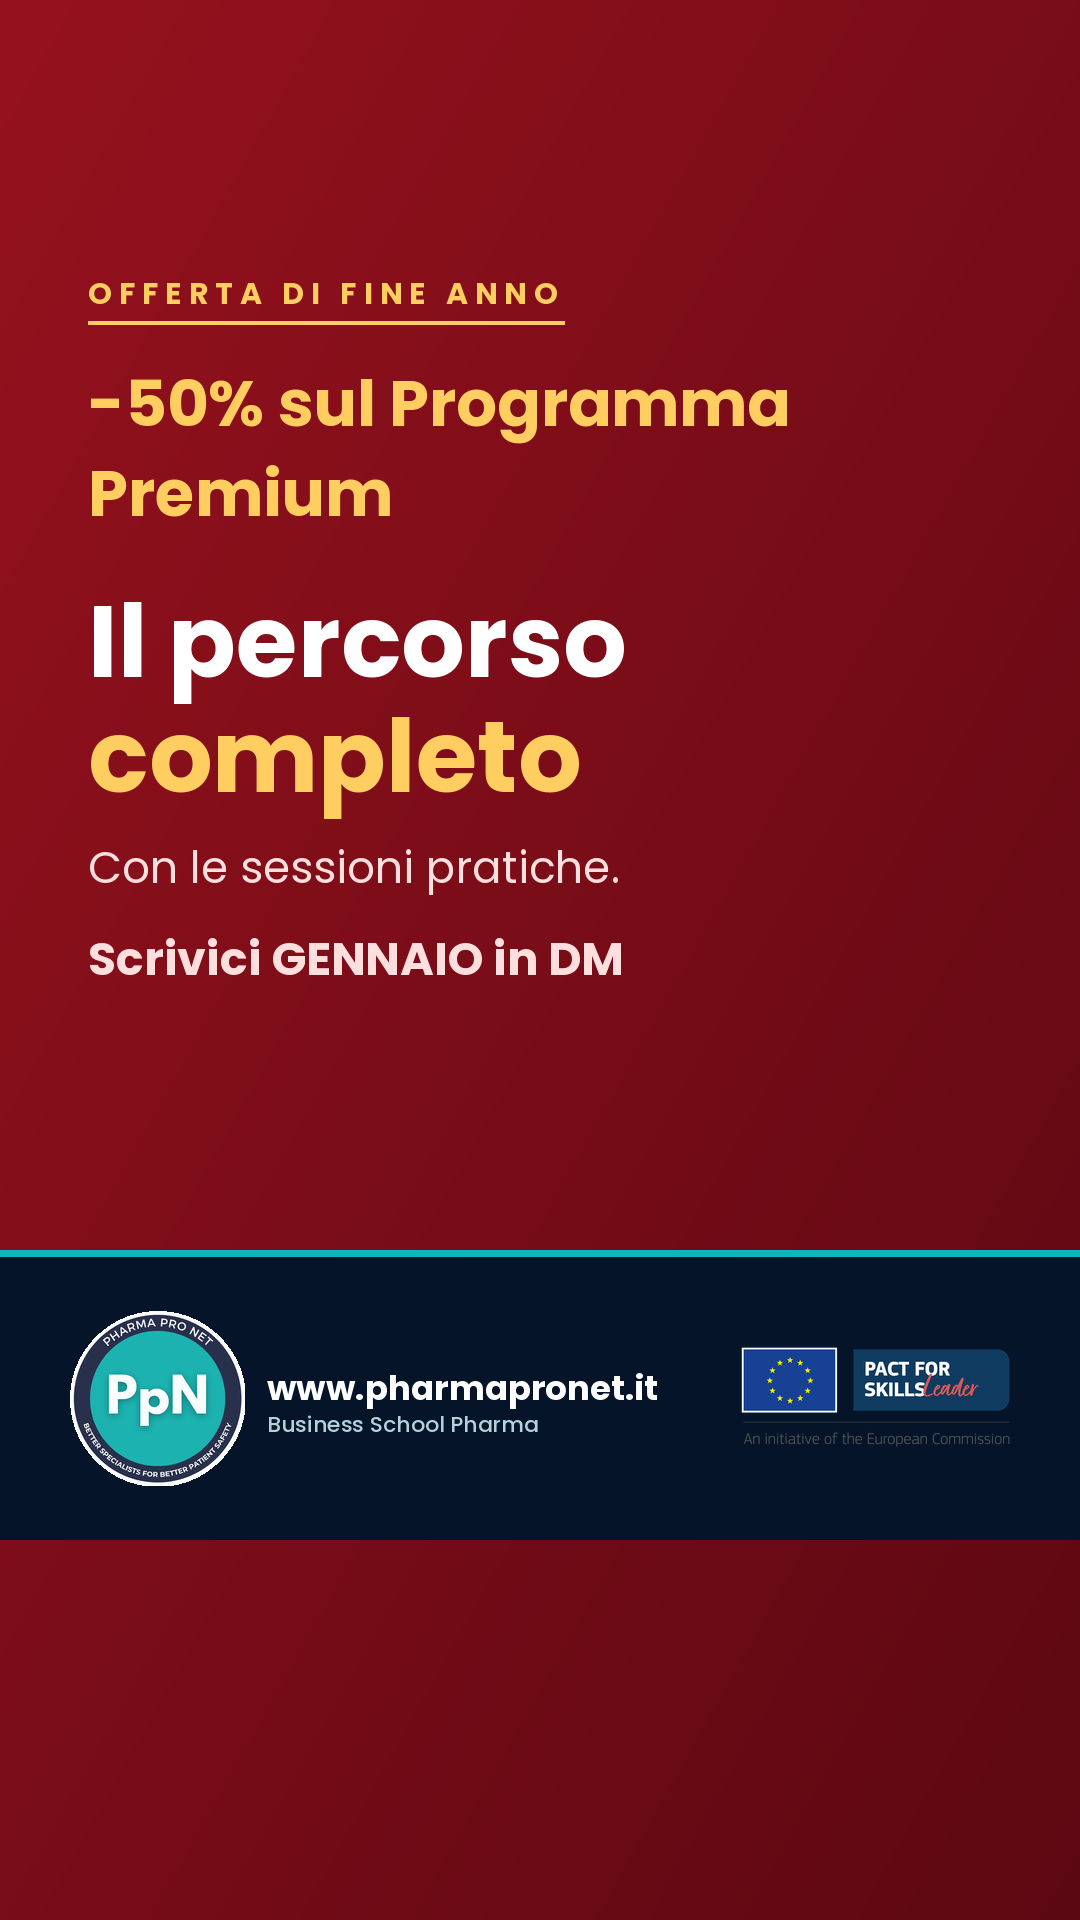 OFFERTA DI FINE ANNO
-50% sul Programma
Premium
Il percorso
completo
Con le sessioni pratiche.
Scrivici GENNAIO in DM
PHARMA PRO NET
PpN
BETTER SPECIALISTS FOR BETTER PATIENT SAFETY
www.pharmapronet.it
Business School Pharma
PACT FOR
SKILLS Leader
An initiative of the European Commission